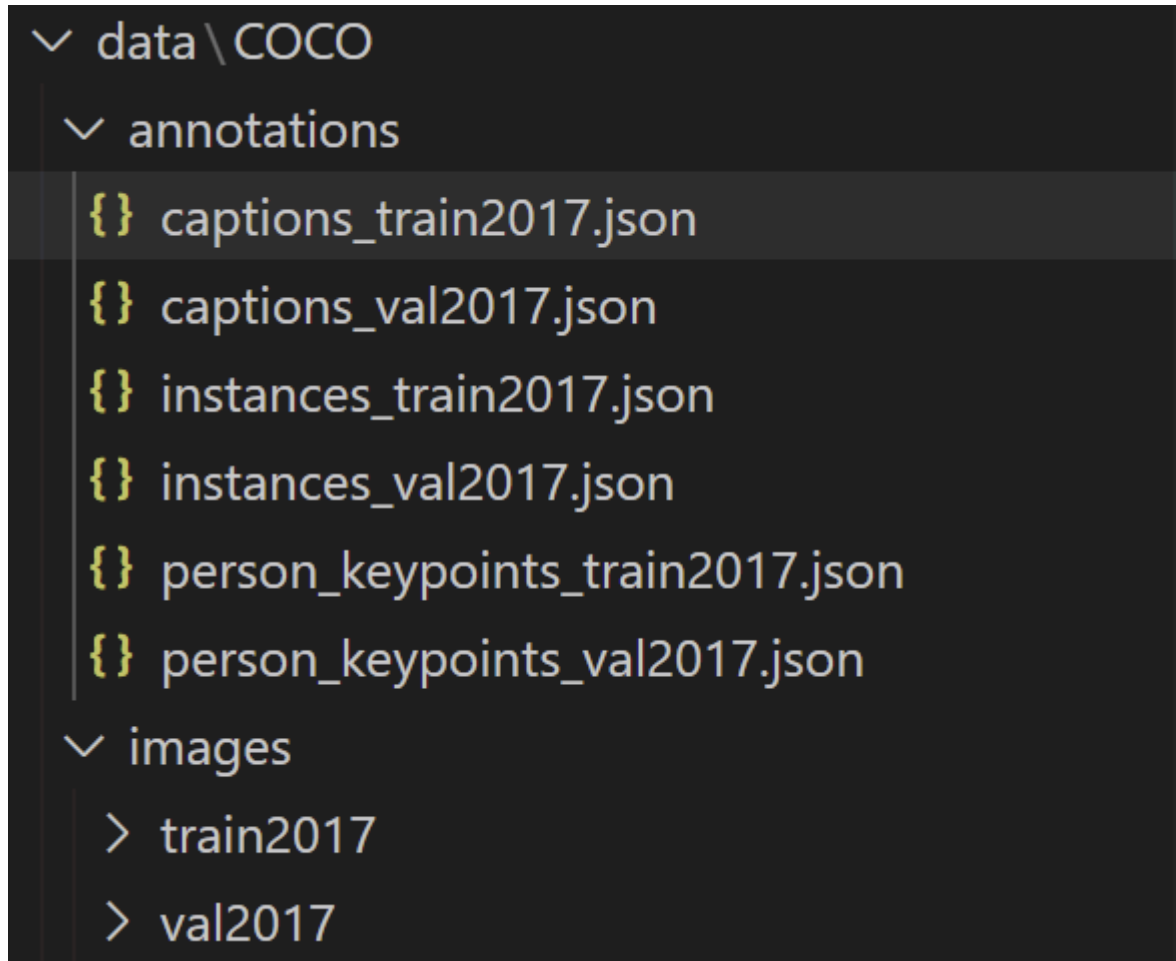 data\COCO
annotations
{} captions_train2017.json
{} captions_val2017.json
{} instances_train2017.json
{} instances_val2017.json
{} person_keypoints_train2017.json
{} person_keypoints_val2017.json
images
train2017
val2017